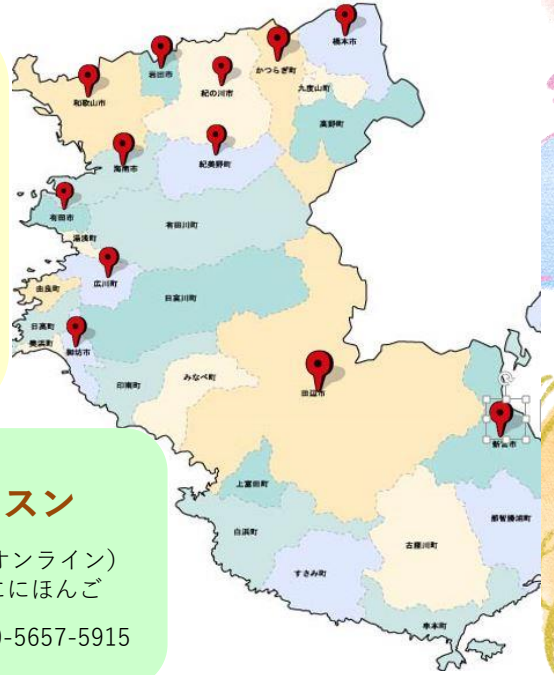 橋本市
かつらぎ町
岩出市
紀の川市
九度山町
和歌山市
高野町
海南市
紀美野町
有田市
有田川町
湯浅町
広川町
由良町
日高川町
日高町
美浜町
御坊市
みなべ町
印南町
田辺市
新宮市
上富田町
那智勝浦町
白浜町
古座川町
すさみ町
串本町
スン
オンライン)
にほんご
-5657-5915